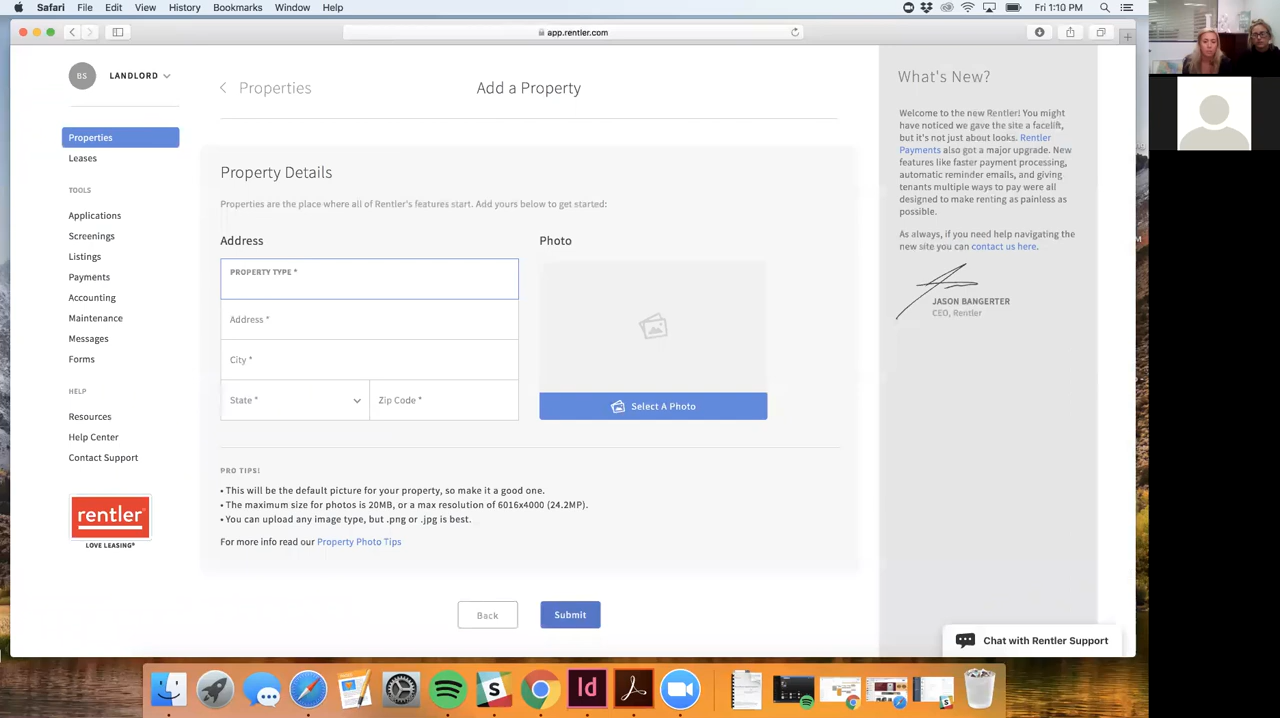 Safari File Edit View History Bookmarks Window Help
Fri 1:10 PM
app.rentler.com
BS LANDLORD
Properties
Leases
TOOLS
Applications
Screenings
Listings
Payments
Accounting
Maintenance
Messages
Forms
HELP
Resources
Help Center
Contact Support
rentler
LOVE LEASING®
Properties
Add a Property
Property Details
Properties are the place where all of Rentler's features start. Add yours below to get started:
Address
PROPERTY TYPE *
Address *
City *
State * Zip Code *
Photo
Select A Photo
PRO TIPS!
• This will be the default picture for your property, so make it a good one.
• The maximum size for photos is 20MB, or a max resolution of 6016x4000 (24.2MP).
• You can upload any image type, but .png or .jpg is best.
For more info read our Property Photo Tips
Back Submit
What's New?
Welcome to the new Rentler! You might
have noticed we gave the site a facelift,
but it's not just about looks. Rentler
Payments also got a major upgrade. New
features like faster payment processing,
automatic reminder emails, and giving
tenants multiple ways to pay were all
designed to make renting as painless as
possible.
As always, if you need help navigating the
new site you can contact us here.
JASON BANGERTER
CEO, Rentler
Chat with Rentler Support
Id